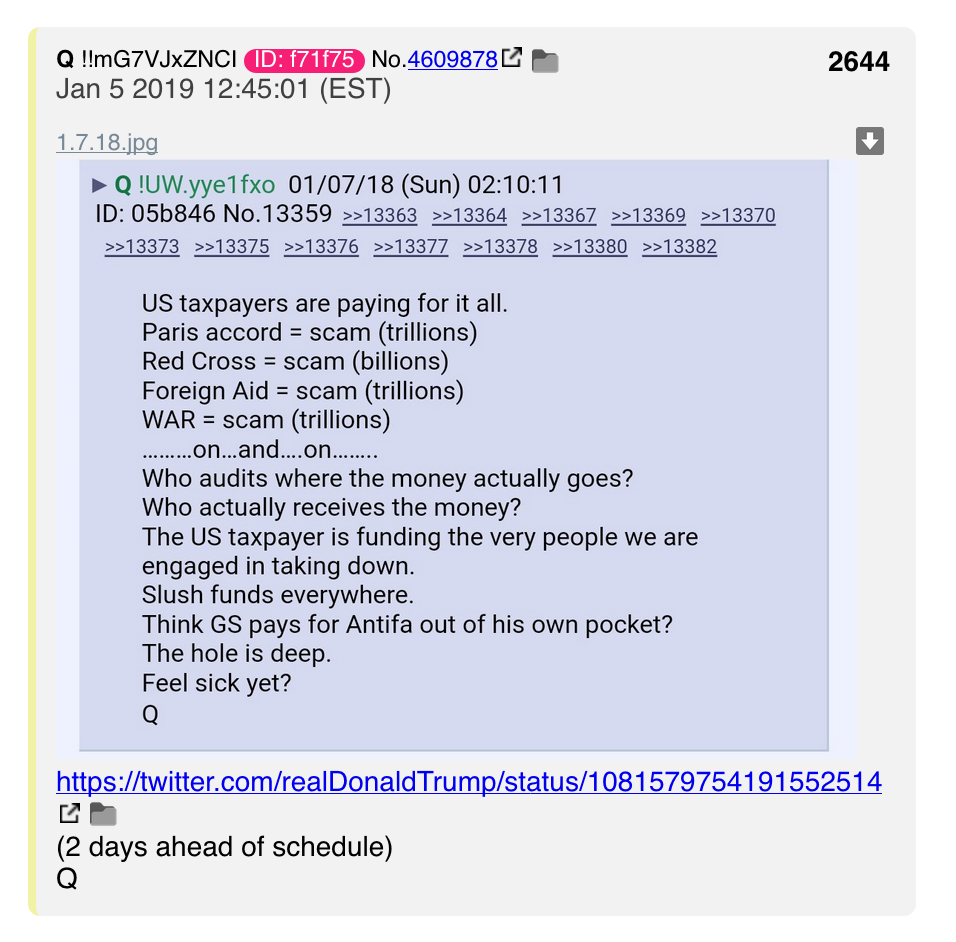 Q !!mG7VJxZNCI ID: f71f75 No.4609878 2644
Jan 5 2019 12:45:01 (EST)
1.7.18.jpg
▶ Q !UW.yye1fxo 01/07/18 (Sun) 02:10:11
ID: 05b846 No.13359 >>13363 >>13364 >>13367 >>13369 >>13370
>>13373 >>13375 >>13376 >>13377 >>13378 >>13380 >>13382
US taxpayers are paying for it all.
Paris accord = scam (trillions)
Red Cross = scam (billions)
Foreign Aid = scam (trillions)
WAR = scam (trillions)
………on…and….on……..
Who audits where the money actually goes?
Who actually receives the money?
The US taxpayer is funding the very people we are
engaged in taking down.
Slush funds everywhere.
Think GS pays for Antifa out of his own pocket?
The hole is deep.
Feel sick yet?
Q
https://twitter.com/realDonaldTrump/status/1081579754191552514
(2 days ahead of schedule)
Q